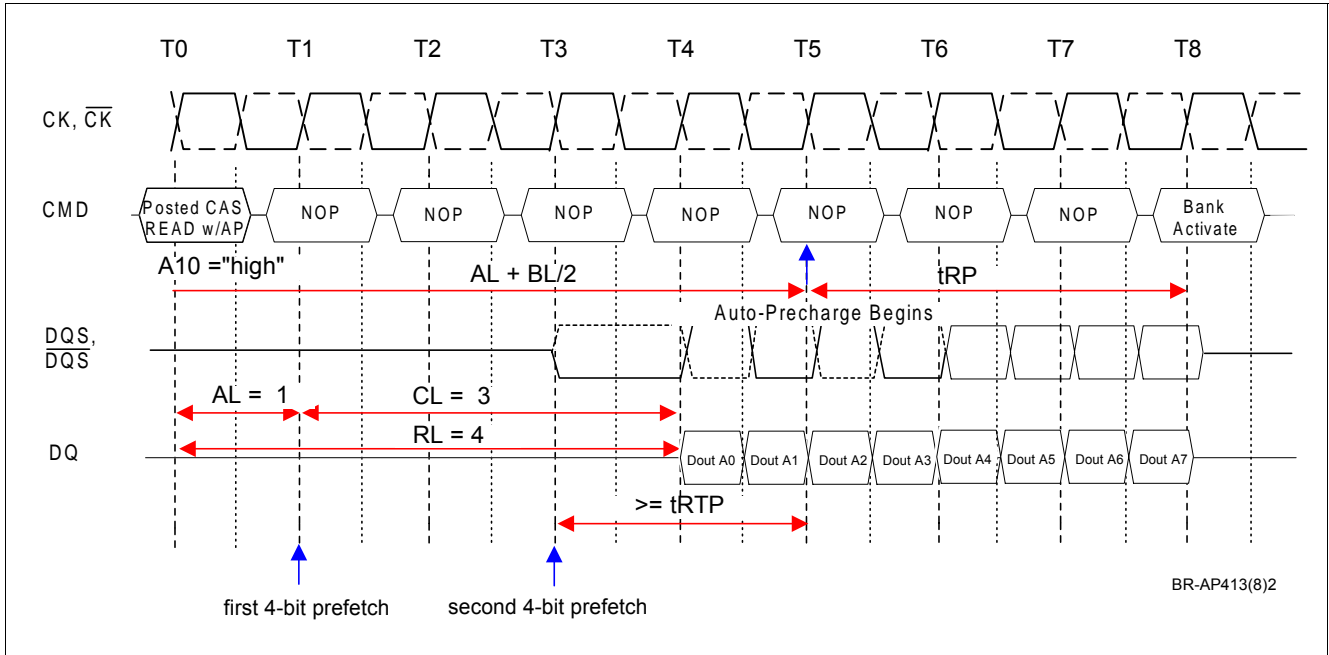 T0 T1 T2 T3 T4 T5 T6 T7 T8
CK, CK
CMD
Posted CAS
READ w/AP
NOP NOP NOP NOP NOP NOP NOP
Bank
Activate
A10 ="high"
AL + BL/2
tRP
Auto-Precharge Begins
DQS,
DQS
AL = 1
CL = 3
RL = 4
DQ
Dout A0 Dout A1 Dout A2 Dout A3 Dout A4 Dout A5 Dout A6 Dout A7
>= tRTP
first 4-bit prefetch
second 4-bit prefetch
BR-AP413(8)2